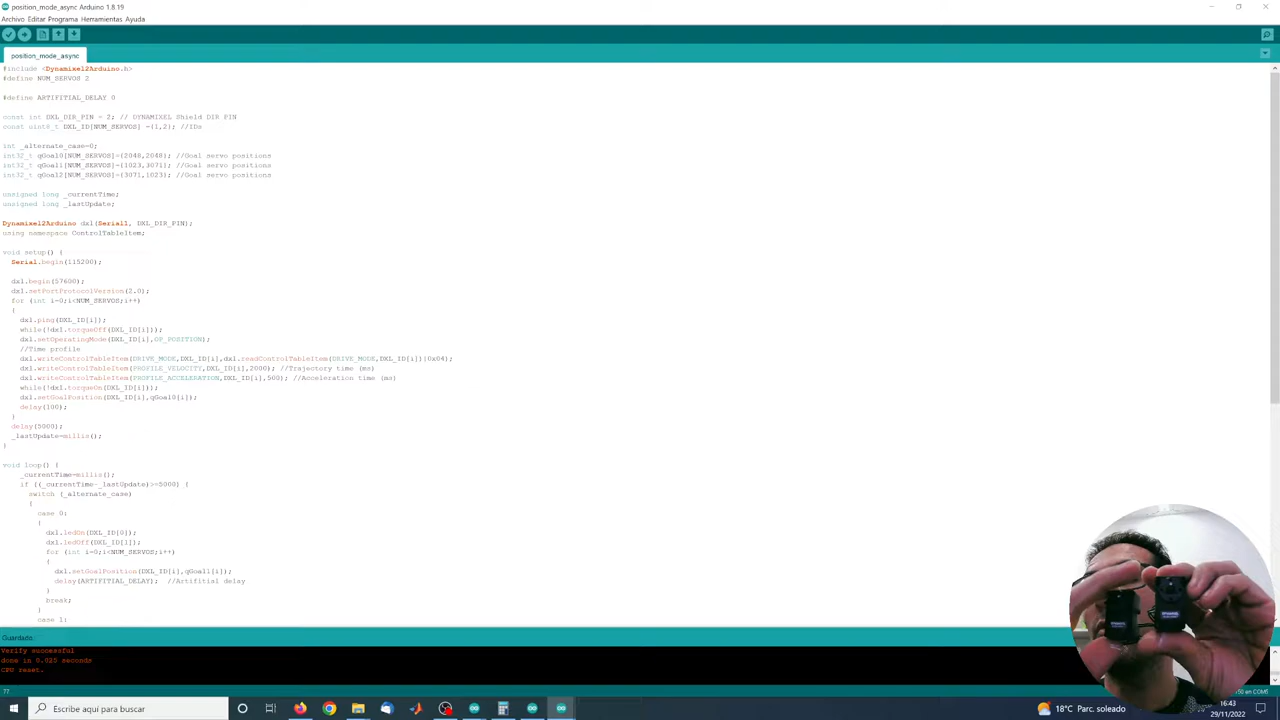 position_mode_async Arduino 1.8.19
Archivo Editar Programa Herramientas Ayuda
position_mode_async
#include <Dynamixel2Arduino.h>
#define NUM_SERVOS 2
#define ARTIFITIAL_DELAY 0
const int DXL_DIR_PIN = 2; // DYNAMIXEL Shield DIR PIN
const uint8_t DXL_ID[NUM_SERVOS] ={1,2}; //IDs
int _alternate_case=0;
int32_t qGoal0[NUM_SERVOS]={2048,2048}; //Goal servo positions
int32_t qGoal1[NUM_SERVOS]={1023,3071}; //Goal servo positions
int32_t qGoal2[NUM_SERVOS]={3071,1023}; //Goal servo positions
unsigned long _currentTime;
unsigned long _lastUpdate;
Dynamixel2Arduino dxl(Serial1, DXL_DIR_PIN);
using namespace ControlTableItem;
void setup() {
Serial.begin(115200);
dxl.begin(57600);
dxl.setPortProtocolVersion(2.0);
for (int i=0;i<NUM_SERVOS;i++)
{
dxl.ping(DXL_ID[i]);
while(!dxl.torqueOff(DXL_ID[i]));
dxl.setOperatingMode(DXL_ID[i],OP_POSITION);
//Time profile
dxl.writeControlTableItem(DRIVE_MODE,DXL_ID[i],dxl.readControlTableItem(DRIVE_MODE,DXL_ID[i])|0x04);
dxl.writeControlTableItem(PROFILE_VELOCITY,DXL_ID[i],2000); //Trajectory time (ms)
dxl.writeControlTableItem(PROFILE_ACCELERATION,DXL_ID[i],500); //Acceleration time (ms)
while(!dxl.torqueOn(DXL_ID[i]));
dxl.setGoalPosition(DXL_ID[i],qGoal0[i]);
delay(100);
}
delay(5000);
_lastUpdate=millis();
}
void loop() {
_currentTime=millis();
if ((_currentTime-_lastUpdate)>=5000) {
switch (_alternate_case)
{
case 0:
{
dxl.ledOn(DXL_ID[0]);
dxl.ledOff(DXL_ID[1]);
for (int i=0;i<NUM_SERVOS;i++)
{
dxl.setGoalPosition(DXL_ID[i],qGoal1[i]);
delay(ARTIFITIAL_DELAY); //Artifitial delay
}
break;
}
case 1:
Guardado.
Verify successful
done in 0.025 seconds
CPU reset.
77
Escribe aquí para buscar
18°C Parc. soleado
16:43
29/11/2022